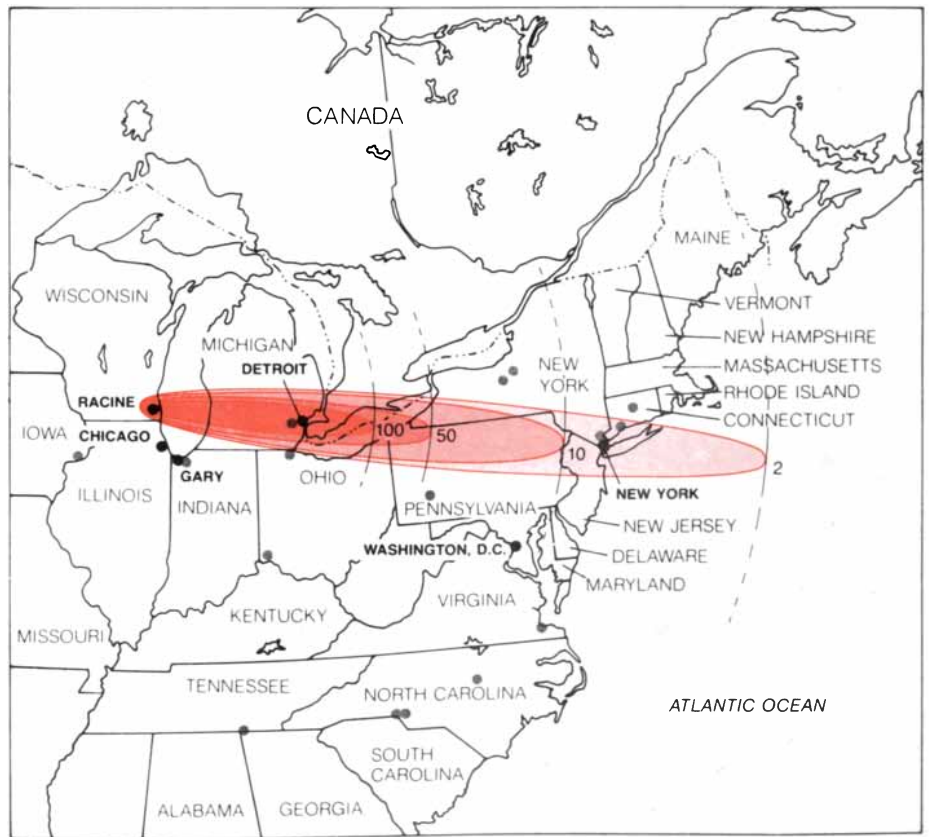 CANADA
MAINE
WISCONSIN
VERMONT
MICHIGAN
NEW HAMPSHIRE
DETROIT
NEW
YORK
MASSACHUSETTS
RHODE ISLAND
RACINE
CONNECTICUT
100
50
IOWA
CHICAGO
10
2
GARY
OHIO
ILLINOIS
INDIANA
NEW YORK
PENNSYLVANIA
NEW JERSEY
WASHINGTON, D.C.
DELAWARE
MARYLAND
VIRGINIA
KENTUCKY
MISSOURI
TENNESSEE
NORTH CAROLINA
ATLANTIC OCEAN
SOUTH
CAROLINA
ALABAMA
GEORGIA